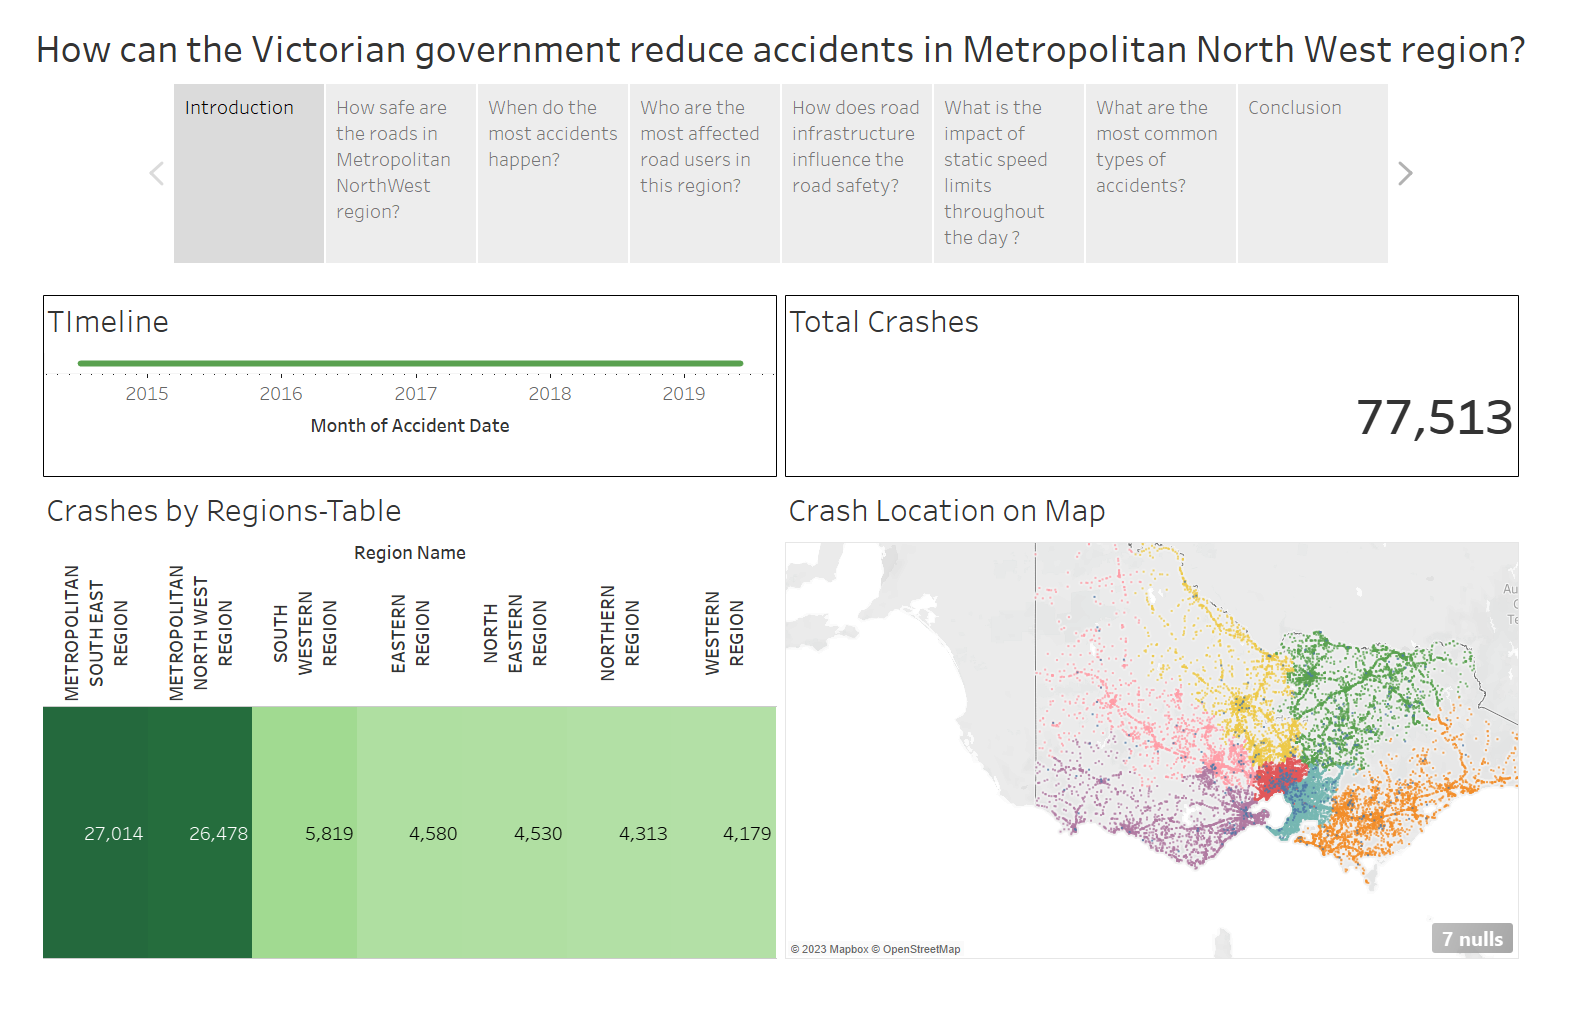 How can the Victorian government reduce accidents in Metropolitan North West region?
Introduction
How safe are
the roads in
Metropolitan
NorthWest
region?
When do the
most accidents
happen?
Who are the
most affected
road users in
this region?
How does road
infrastructure
influence the
road safety?
What is the
impact of
static speed
limits
throughout
the day ?
What are the
most common
types of
accidents?
Conclusion
TImeline
2015 2016 2017 2018 2019
Month of Accident Date
Total Crashes
77,513
Crashes by Regions-Table
Region Name
METROPOLITAN
SOUTH EAST
REGION
METROPOLITAN
NORTH WEST
REGION
SOUTH
WESTERN
REGION
EASTERN
REGION
NORTH
EASTERN
REGION
NORTHERN
REGION
WESTERN
REGION
27,014 26,478 5,819 4,580 4,530 4,313 4,179
Crash Location on Map
Au
Te
© 2023 Mapbox © OpenStreetMap
7 nulls